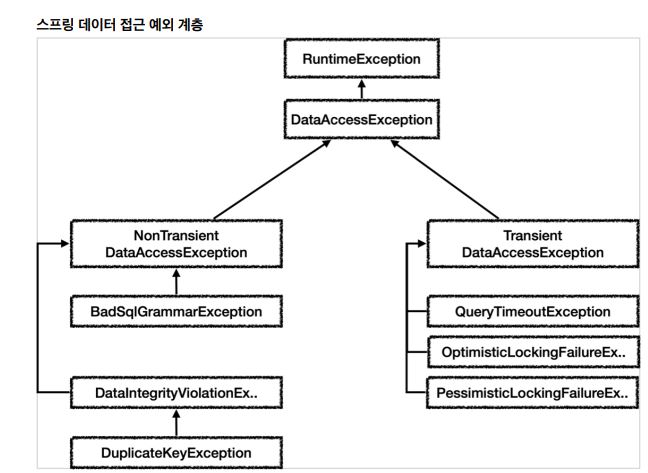 스프링 데이터 접근 예외 계층
RuntimeException
DataAccessException
NonTransient
DataAccessException
Transient
DataAccessException
BadSqlGrammarException
QueryTimeoutException
OptimisticLockingFailureEx..
DataIntegrityViolationEx..
PessimisticLockingFailureEx..
DuplicateKeyException